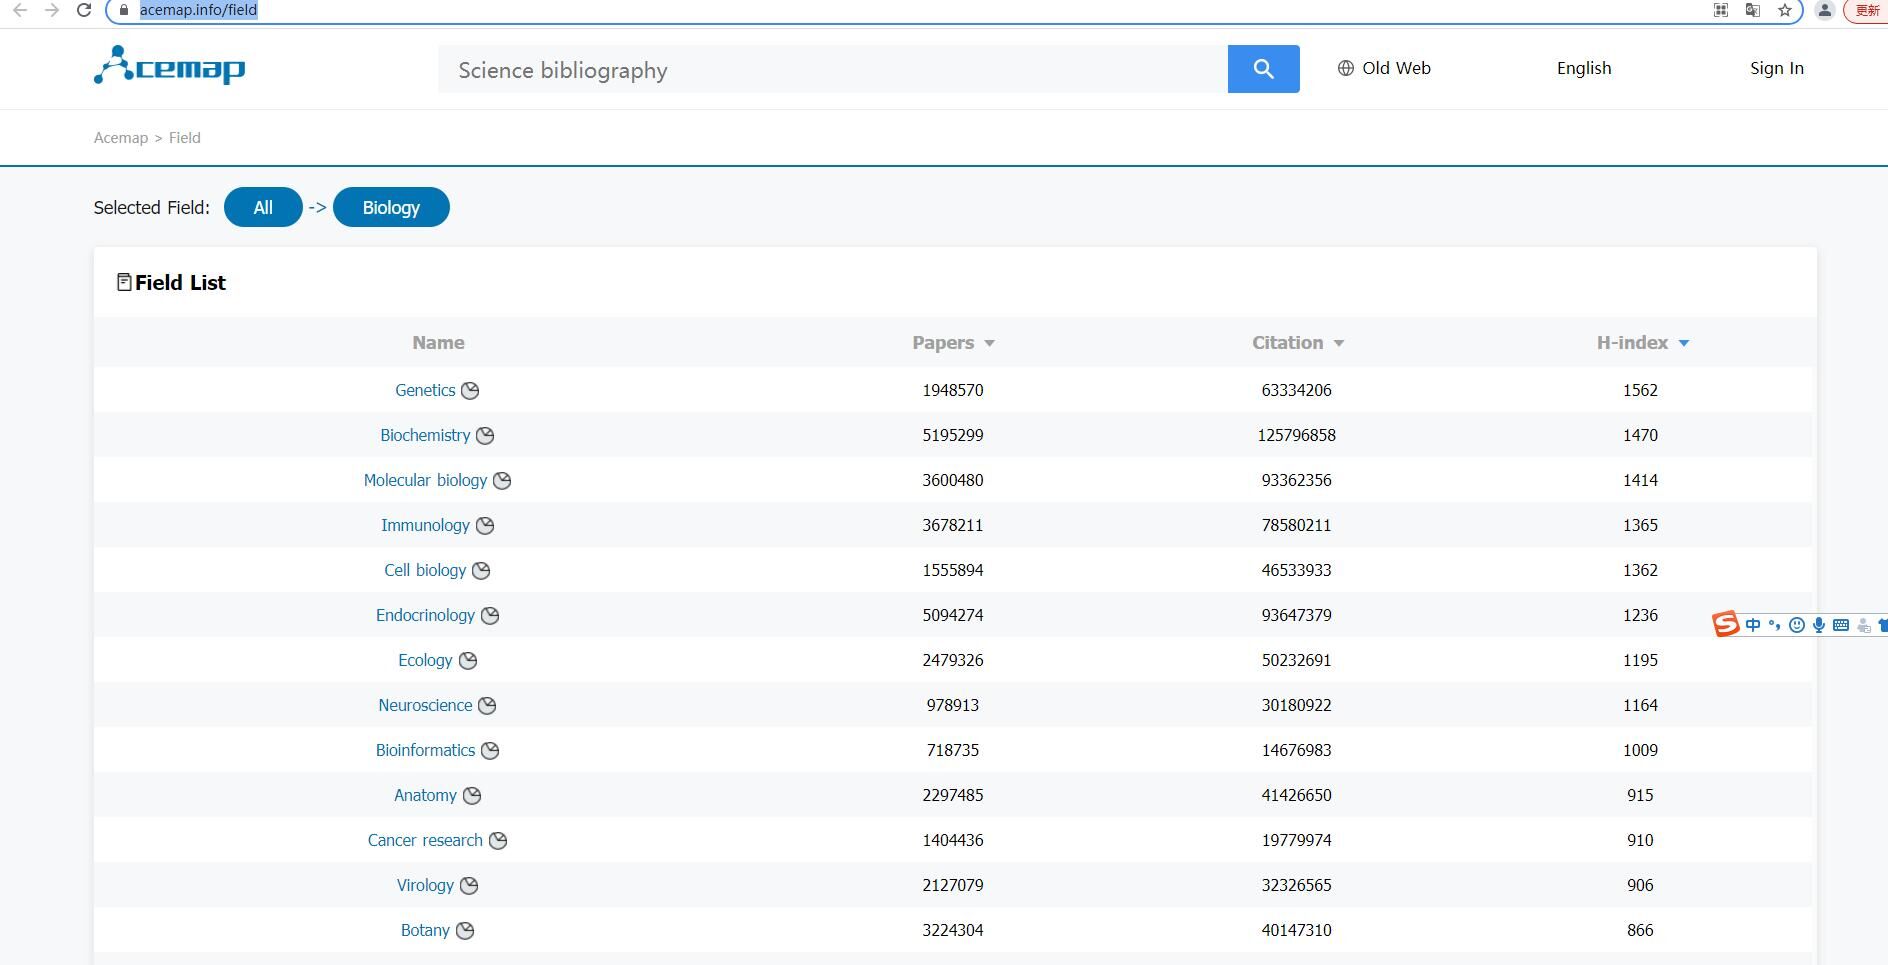 acemap.info/field
更新
Acemap
Science bibliography
Old Web
English
Sign In
Acemap > Field
Selected Field: All -> Biology
Field List
Name Papers Citation H-index
Genetics 1948570 63334206 1562
Biochemistry 5195299 125796858 1470
Molecular biology 3600480 93362356 1414
Immunology 3678211 78580211 1365
Cell biology 1555894 46533933 1362
Endocrinology 5094274 93647379 1236
S 中
Ecology 2479326 50232691 1195
Neuroscience 978913 30180922 1164
Bioinformatics 718735 14676983 1009
Anatomy 2297485 41426650 915
Cancer research 1404436 19779974 910
Virology 2127079 32326565 906
Botany 3224304 40147310 866